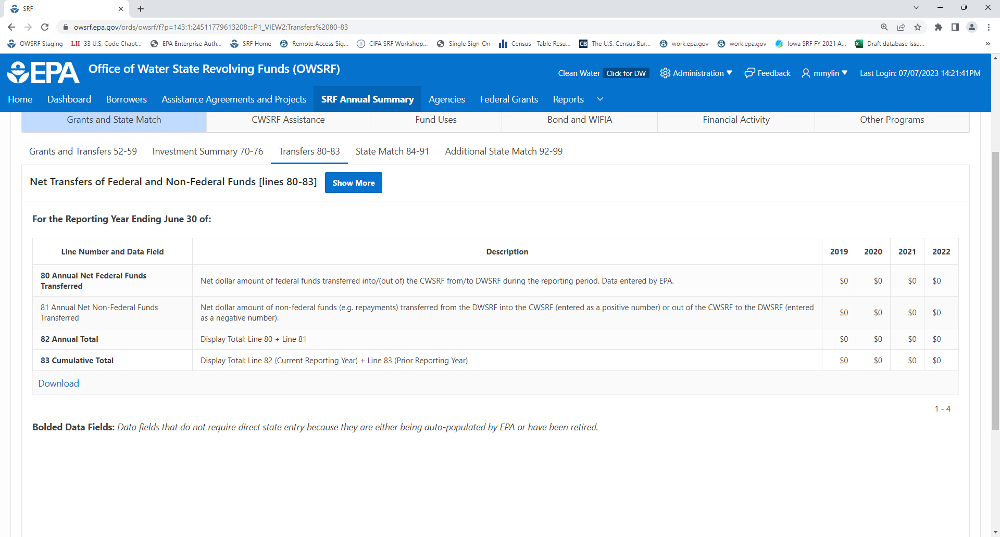 SRF
owsrf.epa.gov/ords/owsrf/f?p=143:1:24511779613208::::P1_VIEW2:Transfers%2080-83
OWSRF Staging LII 33 U.S. Code Chapt... EPA Enterprise Auth... SRF Home Remote Access Sig... CIFA SRF Workshop... Single Sign-On Census - Table Resu... CB The U.S. Census Bur... work.epa.gov work.epa.gov Iowa SRF FY 2021 A... Draft database issu... »
EPA Office of Water State Revolving Funds (OWSRF)
Clean Water Click for DW Administration Feedback mmylin Last Login: 07/07/2023 14:21:41PM
Home Dashboard Borrowers Assistance Agreements and Projects SRF Annual Summary Agencies Federal Grants Reports
Grants and State Match CWSRF Assistance Fund Uses Bond and WIFIA Financial Activity Other Programs
Grants and Transfers 52-59 Investment Summary 70-76 Transfers 80-83 State Match 84-91 Additional State Match 92-99
Net Transfers of Federal and Non-Federal Funds [lines 80-83] Show More
For the Reporting Year Ending June 30 of:
Line Number and Data Field Description 2019 2020 2021 2022
80 Annual Net Federal Funds
Transferred
Net dollar amount of federal funds transferred into/(out of) the CWSRF from/to DWSRF during the reporting period. Data entered by EPA.
$0 $0 $0 $0
81 Annual Net Non-Federal Funds
Transferred
Net dollar amount of non-federal funds (e.g. repayments) transferred from the DWSRF into the CWSRF (entered as a positive number) or out of the CWSRF to the DWSRF (entered
as a negative number).
$0 $0 $0 $0
82 Annual Total Display Total: Line 80 + Line 81 $0 $0 $0 $0
83 Cumulative Total Display Total: Line 82 (Current Reporting Year) + Line 83 (Prior Reporting Year) $0 $0 $0 $0
Download
1 - 4
Bolded Data Fields: Data fields that do not require direct state entry because they are either being auto-populated by EPA or have been retired.